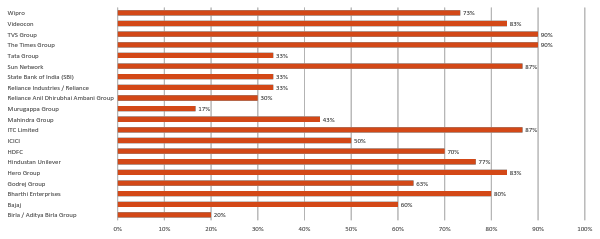 Wipro 73%
Videocon 83%
TVS Group 90%
The Times Group 90%
Tata Group 33%
Sun Network 87%
State Bank of India (SBI) 33%
Reliance Industries / Reliance 33%
Reliance Anil Dhirubhai Ambani Group 30%
Murugappa Group 17%
Mahindra Group 43%
ITC Limited 87%
ICICI 50%
HDFC 70%
Hindustan Unilever 77%
Hero Group 83%
Godrej Group 63%
Bharthi Enterprises 80%
Bajaj 60%
Birla / Aditya Birla Group 20%
0% 10% 20% 30% 40% 50% 60% 70% 80% 90% 100%